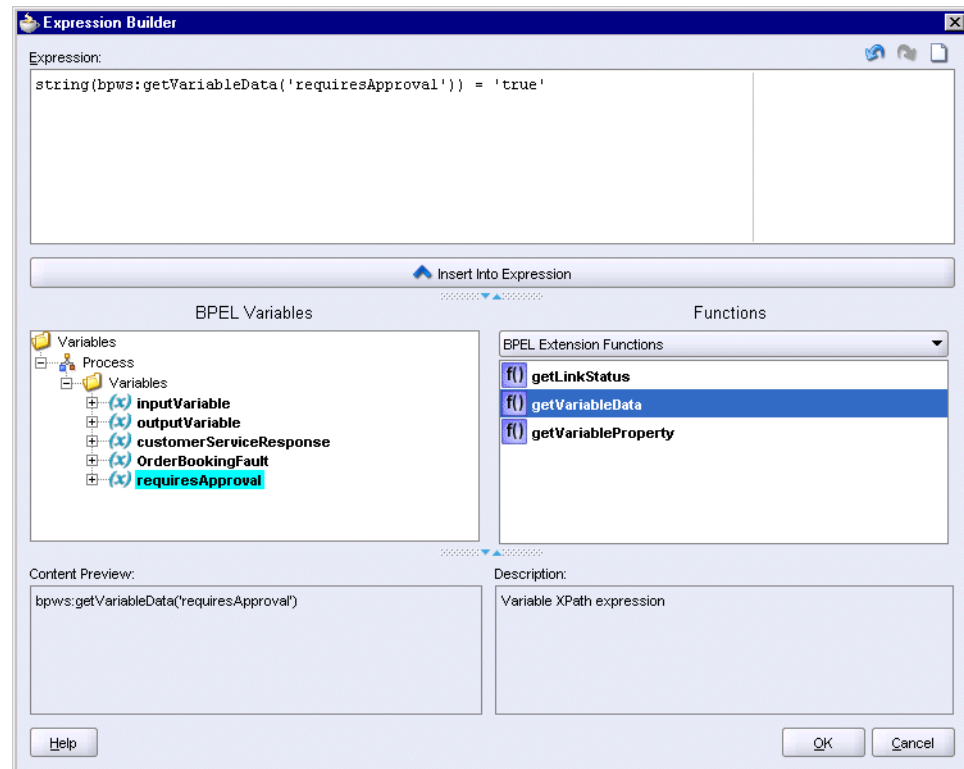 Expression Builder
Expression:
string(bpws:getVariableData('requiresApproval')) = 'true'
Insert Into Expression
BPEL Variables
Functions
Variables
Process
Variables
(x) inputVariable
(x) outputVariable
(x) customerServiceResponse
(x) OrderBookingFault
(x) requiresApproval
BPEL Extension Functions
f() getLinkStatus
f() getVariableData
f() getVariableProperty
Content Preview:
bpws:getVariableData('requiresApproval')
Description:
Variable XPath expression
Help
OK
Cancel